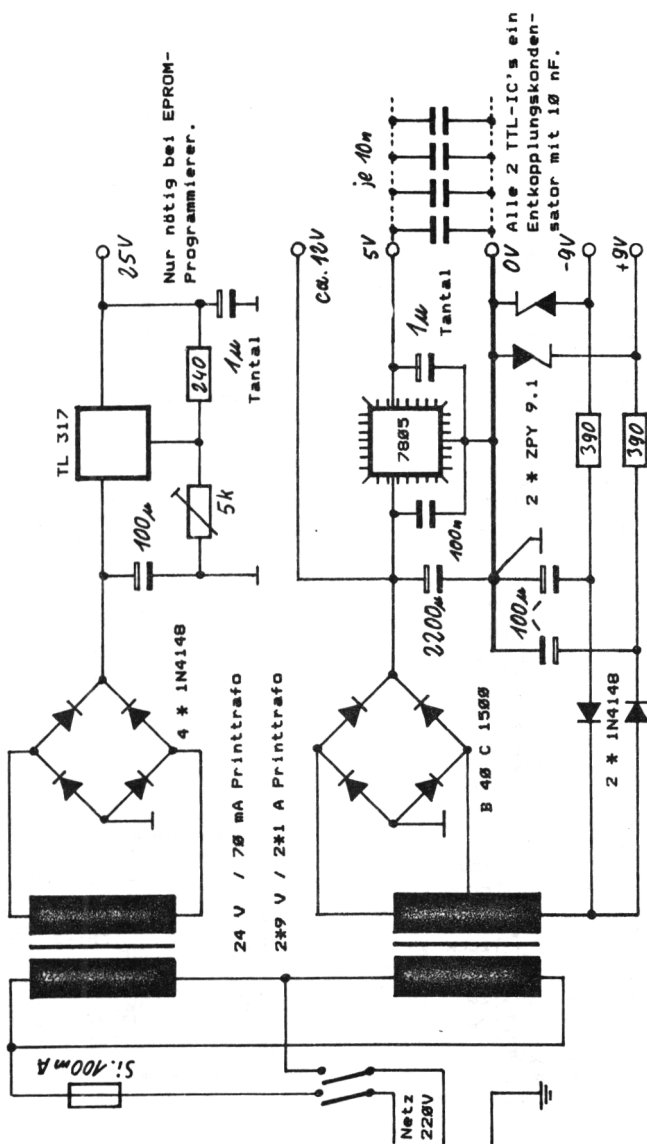 Si. 100mA
Netz
220V
24 V / 70 mA Printtrafo
2*9 V / 2*1 A Printtrafo
4 * 1N4148
100µ
TL 317
5k
240
1µ
Tantal
25V
Nur nötig bei EPROM-
Programmierer.
B 40 C 1500
2200µ
100n
7805
1µ
Tantal
ca. 12V
5V
je 10n
0V
Alle 2 TTL-IC's ein
Entkopplungskonden-
sator mit 10 nF.
2 * 1N4148
100µ
2 * ZPY 9.1
390
390
-9V
+9V